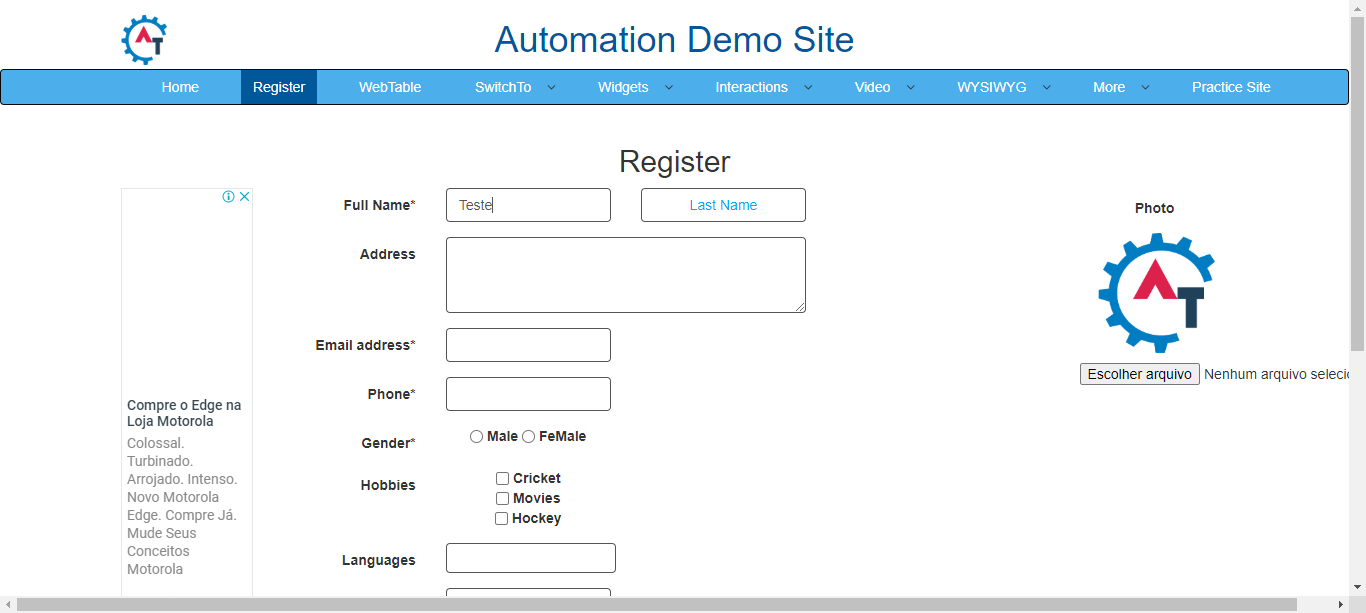 AT
Automation Demo Site
Home Register WebTable SwitchTo Widgets Interactions Video WYSIWYG More Practice Site
Register
Full Name* Teste Last Name
Photo
Address
AT
Email address*
Escolher arquivo Nenhum arquivo seleci
Phone*
Compre o Edge na
Loja Motorola
Colossal.
Turbinado.
Arrojado. Intenso.
Novo Motorola
Edge. Compre Já.
Mude Seus
Conceitos
Motorola
Gender* Male FeMale
Hobbies Cricket
Movies
Hockey
Languages